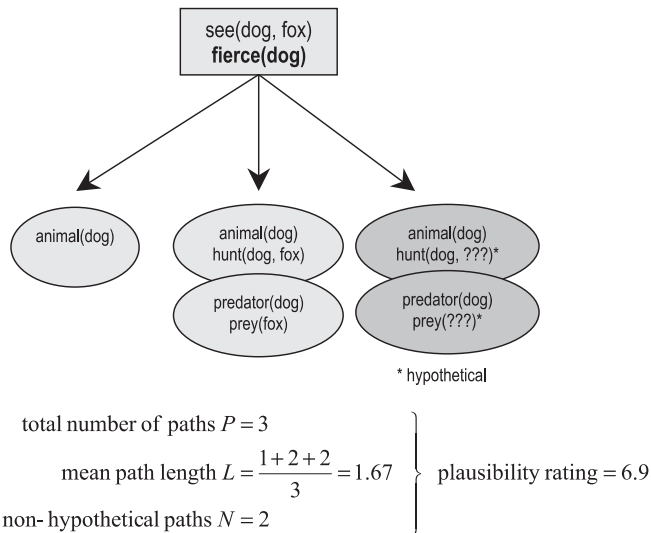 see(dog, fox)
fierce(dog)
animal(dog)
animal(dog)
hunt(dog, fox)
predator(dog)
prey(fox)
animal(dog)
hunt(dog, ???)*
predator(dog)
prey(???)*
* hypothetical
total number of paths P = 3
mean path length L = (1+2+2)/3 = 1.67
non-hypothetical paths N = 2
plausibility rating = 6.9